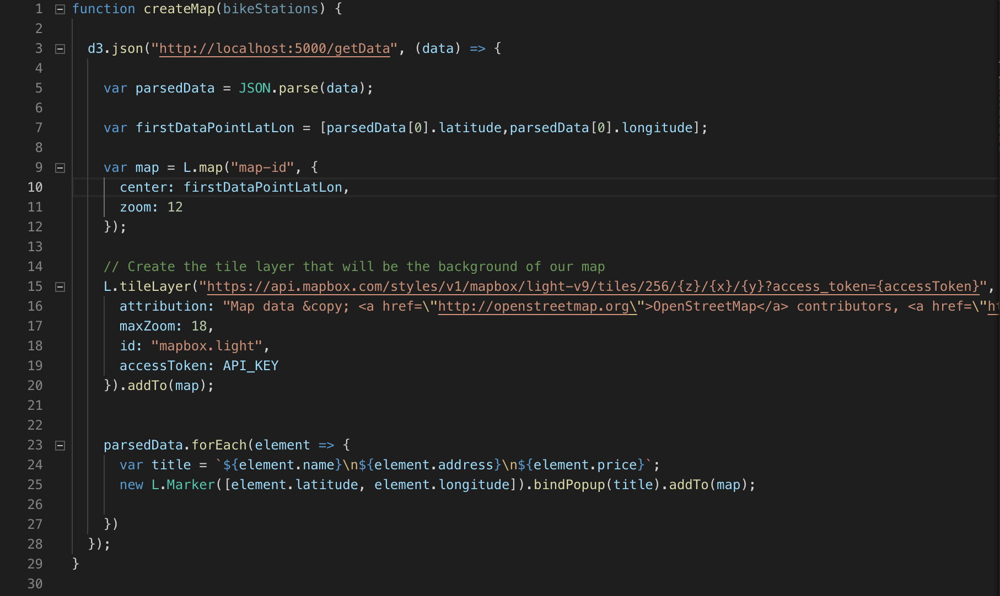 1 function createMap(bikeStations) {
2
3 d3.json("http://localhost:5000/getData", (data) => {
4
5 var parsedData = JSON.parse(data);
6
7 var firstDataPointLatLon = [parsedData[0].latitude,parsedData[0].longitude];
8
9 var map = L.map("map-id", {
10 center: firstDataPointLatLon,
11 zoom: 12
12 });
13
14 // Create the tile layer that will be the background of our map
15 L.tileLayer("https://api.mapbox.com/styles/v1/mapbox/light-v9/tiles/256/{z}/{x}/{y}?access_token={accessToken}",
16 attribution: "Map data &copy; <a href=\"http://openstreetmap.org\">OpenStreetMap</a> contributors, <a href=\"
17 maxZoom: 18,
18 id: "mapbox.light",
19 accessToken: API_KEY
20 }).addTo(map);
21
22
23 parsedData.forEach(element => {
24 var title = `${element.name}\n${element.address}\n${element.price}`;
25 new L.Marker([element.latitude, element.longitude]).bindPopup(title).addTo(map);
26
27 })
28 });
29 }
30